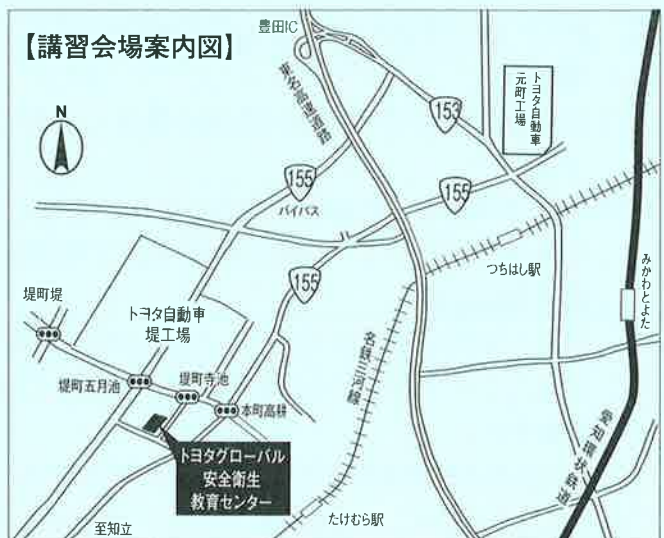 豊田IC
【講習会場案内図】
東名高速道路
153
トヨタ自動車
元町工場
N
155
バイパス
155
155
つちはし駅
みかわとよた
堤町堤
トヨタ自動車
堤工場
名鉄三河線
堤町五月池
堤町寺池
本町高耕
愛知環状鉄道
トヨタグローバル
安全衛生
教育センター
たけむら駅
至知立